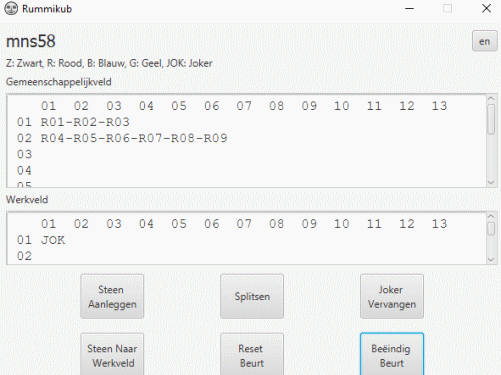 Rummikub
mns58
en
Z: Zwart, R: Rood, B: Blauw, G: Geel, JOK: Joker
Gemeenschappelijkveld
01 02 03 04 05 06 07 08 09 10 11 12 13
01 R01-R02-R03
02 R04-R05-R06-R07-R08-R09
03
04
05
Werkveld
01 02 03 04 05 06 07 08 09 10 11 12 13
01 JOK
02
Steen
Aanleggen
Splitsen
Joker
Vervangen
Steen Naar
Werkveld
Reset
Beurt
Beëindig
Beurt